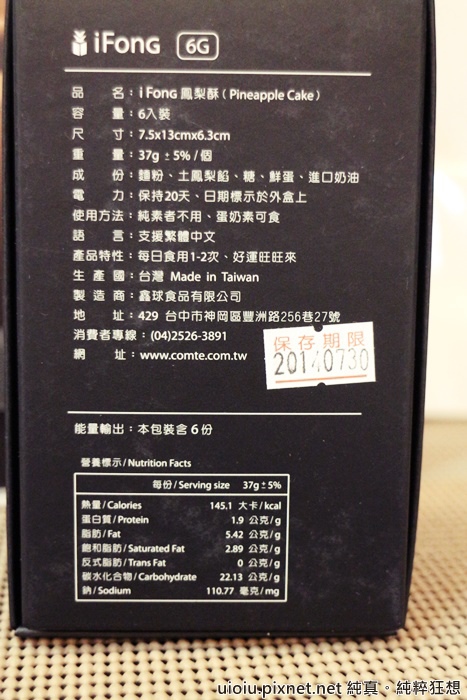 iFong 6G
品名：i Fong 鳳梨酥 ( Pineapple Cake )
容量：6入裝
尺寸：7.5x13cmx6.3cm
重量：37g ±5% / 個
成份：麵粉、土鳳梨餡、糖、鮮蛋、進口奶油
電力：保持20天、日期標示於外盒上
使用方法：純素者不用、蛋奶素可食
語言：支援繁體中文
產品特性：每日食用1-2次、好運旺旺來
生產國：台灣 Made in Taiwan
製造商：鑫球食品有限公司
地址：429 台中市神岡區豐洲路256巷27號
消費者專線：(04)2526-3891
網址：www.comte.com.tw
保存期限
20140730
能量輸出：本包裝含 6 份
營養標示 / Nutrition Facts
每份 / Serving size 37g±5%
熱量 / Calories 145.1 大卡 / kcal
蛋白質 / Protein 1.9 公克 / g
脂肪 / Fat 5.42 公克 / g
飽和脂肪 / Saturated Fat 2.89 公克 / g
反式脂肪 / Trans Fat 0 公克 / g
碳水化合物 / Carbohydrate 22.13 公克 / g
鈉 / Sodium 110.77 毫克 / mg
uioiu.pixnet.net 純真。純粹狂想